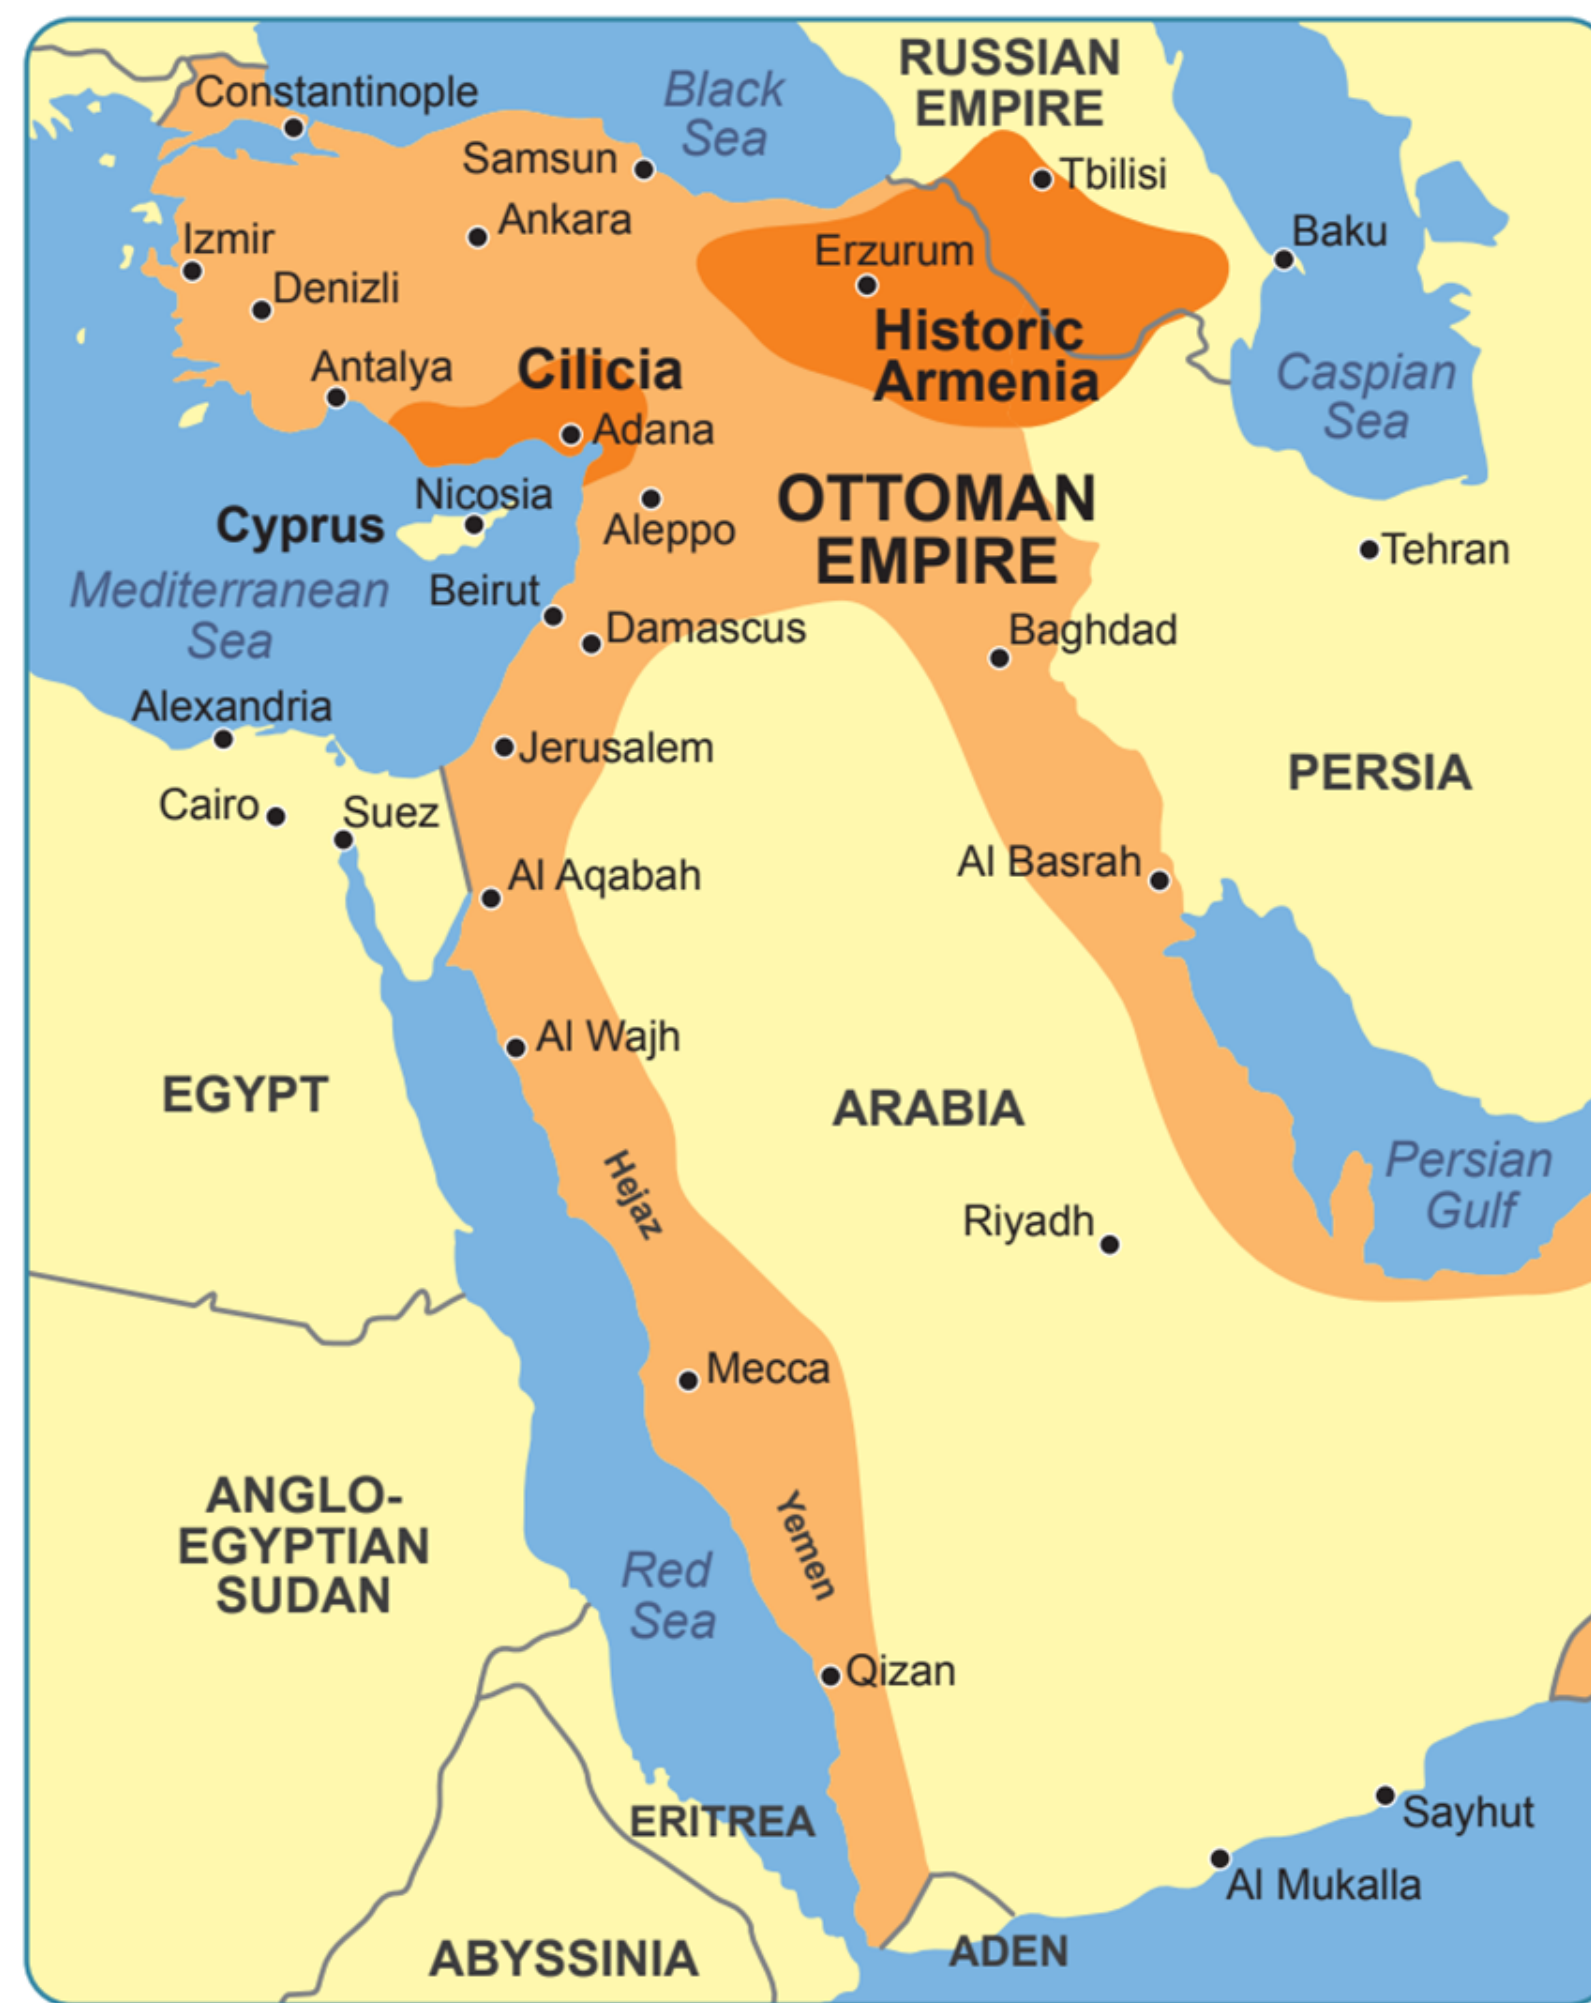 RUSSIAN
EMPIRE
Black
Sea
Constantinople
Samsun
Tbilisi
Ankara
Baku
Izmir
Erzurum
Denizli
Historic
Armenia
Antalya
Cilicia
Caspian
Sea
Adana
Nicosia
OTTOMAN
EMPIRE
Cyprus
Aleppo
Tehran
Mediterranean
Sea
Beirut
Damascus
Baghdad
Alexandria
Jerusalem
PERSIA
Cairo
Suez
Al Basrah
Al Aqabah
Al Wajh
EGYPT
ARABIA
Hejaz
Persian
Gulf
Riyadh
Mecca
ANGLO-
EGYPTIAN
SUDAN
Yemen
Red
Sea
Qizan
ERITREA
Sayhut
Al Mukalla
ABYSSINIA
ADEN